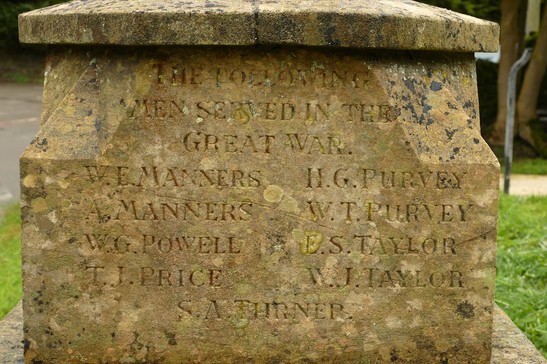 THE FOLLOWING
MEN SERVED IN THE
GREAT WAR.
W.E. MANNERS H.G. PURVEY
A. MANNERS W.T. PURVEY
W.G. POWELL E.S. TAYLOR
T.J. PRICE W.J. TAYLOR
S.A. TURNER.